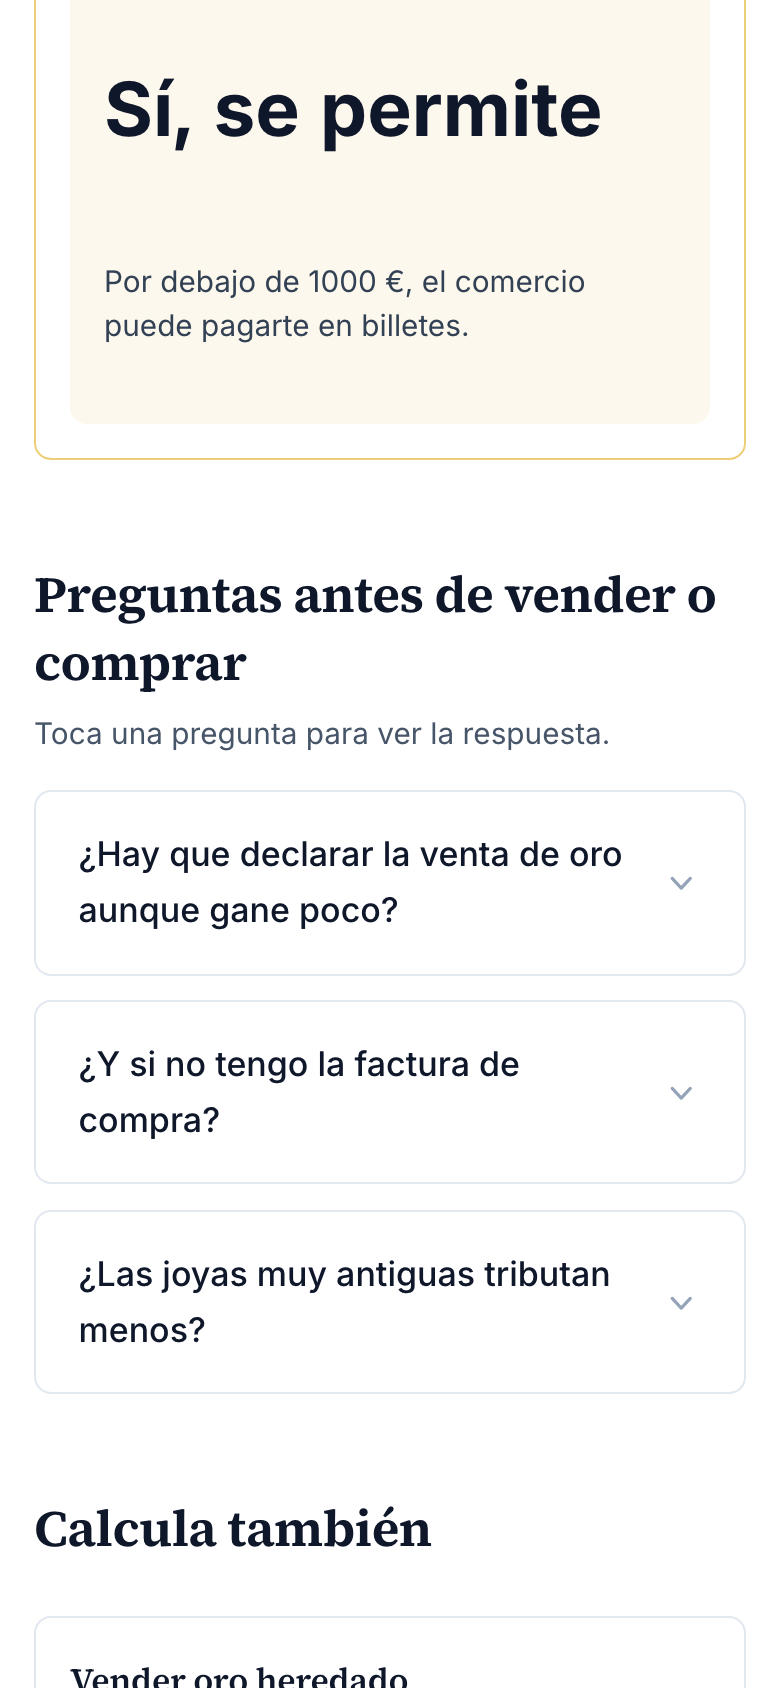 Sí, se permite
Por debajo de 1000 €, el comercio
puede pagarte en billetes.
Preguntas antes de vender o
comprar
Toca una pregunta para ver la respuesta.
¿Hay que declarar la venta de oro
aunque gane poco?
¿Y si no tengo la factura de
compra?
¿Las joyas muy antiguas tributan
menos?
Calcula también
Vender oro heredado